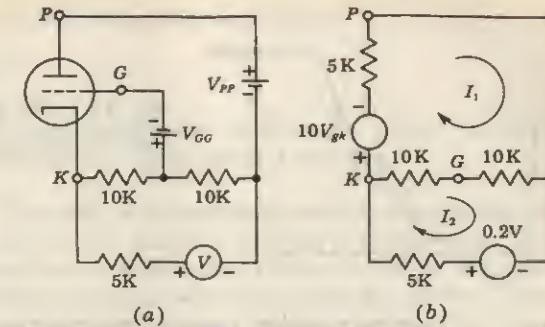 P
G
V_PP
V_GG
K
10K
10K
5K
+ V -
(a)
P
5K
I_1
-
10V_gk
+
10K
G
10K
K
I_2
0.2V
5K
+
-
(b)